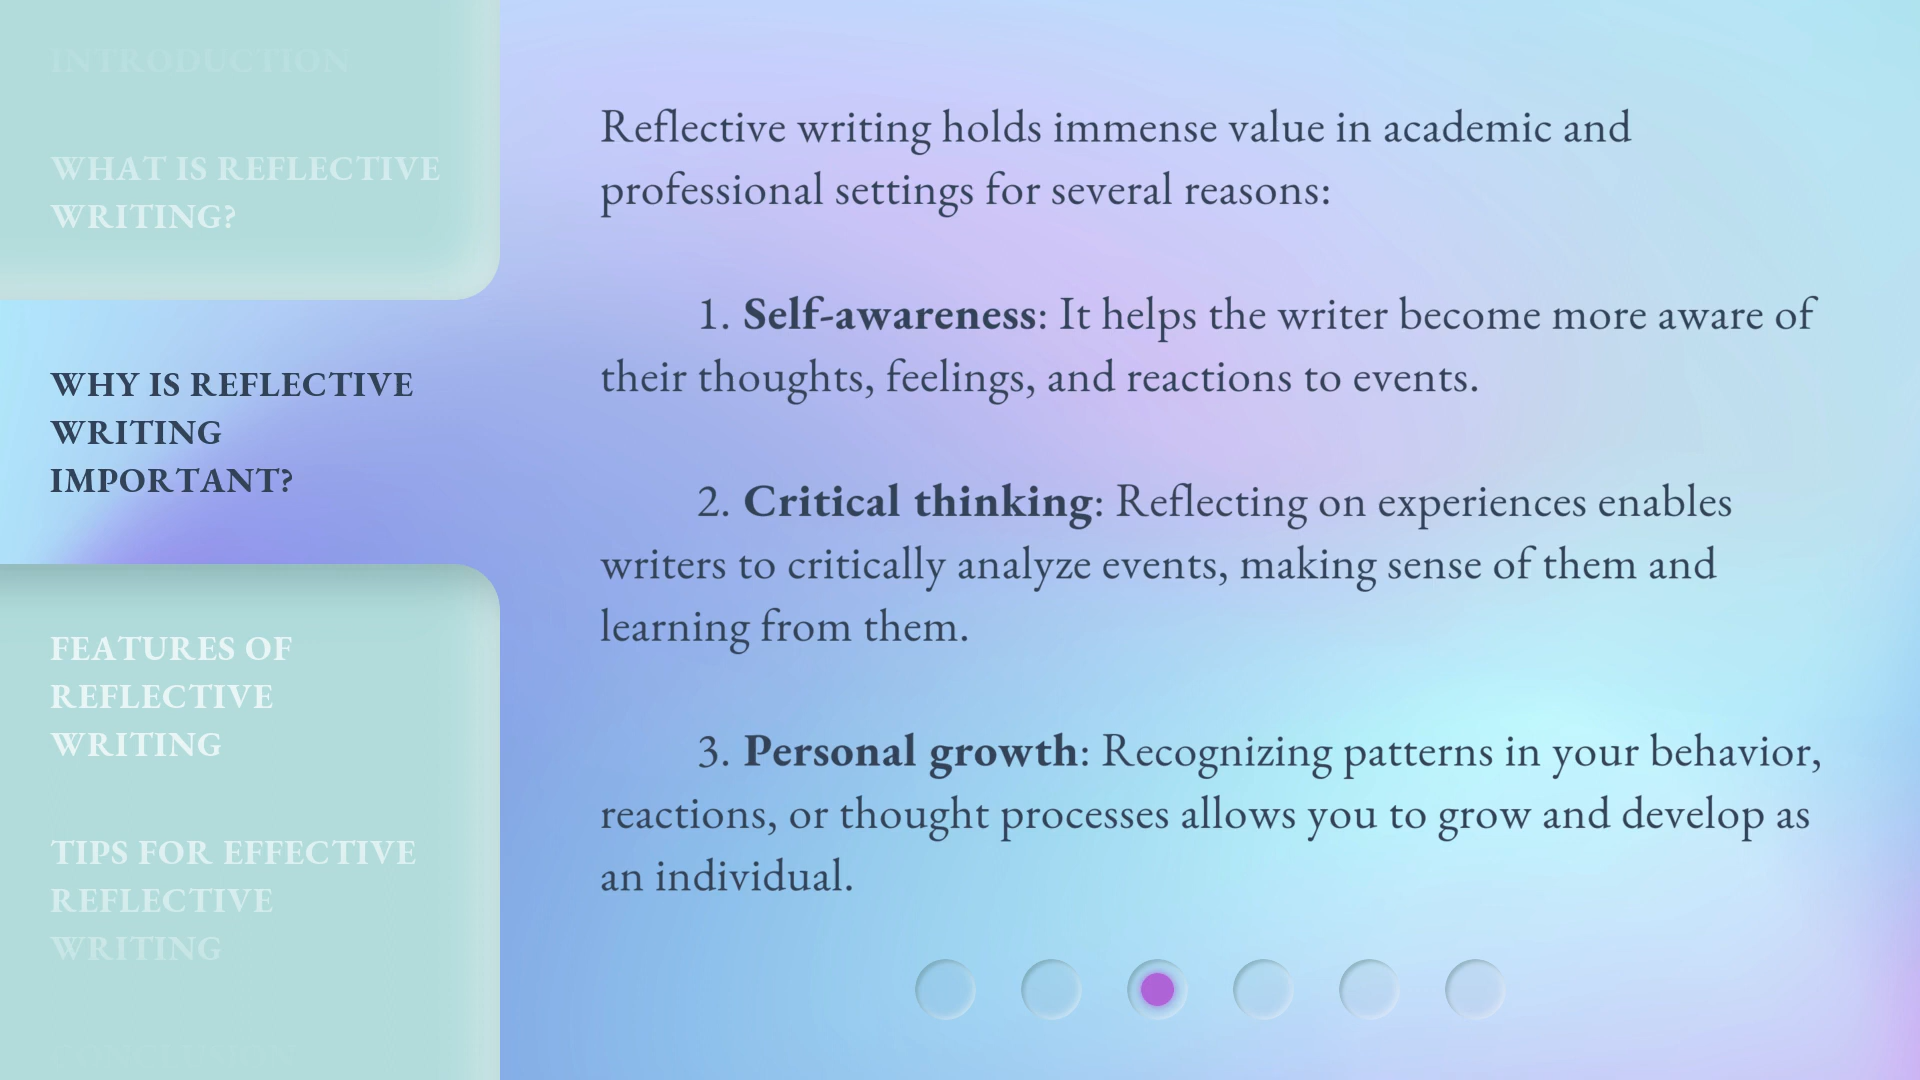 INTRODUCTION
WHAT IS REFLECTIVE
WRITING?
WHY IS REFLECTIVE
WRITING
IMPORTANT?
FEATURES OF
REFLECTIVE
WRITING
TIPS FOR EFFECTIVE
REFLECTIVE
WRITING
CONCLUSION
Reflective writing holds immense value in academic and
professional settings for several reasons:
1. Self-awareness: It helps the writer become more aware of
their thoughts, feelings, and reactions to events.
2. Critical thinking: Reflecting on experiences enables
writers to critically analyze events, making sense of them and
learning from them.
3. Personal growth: Recognizing patterns in your behavior,
reactions, or thought processes allows you to grow and develop as
an individual.